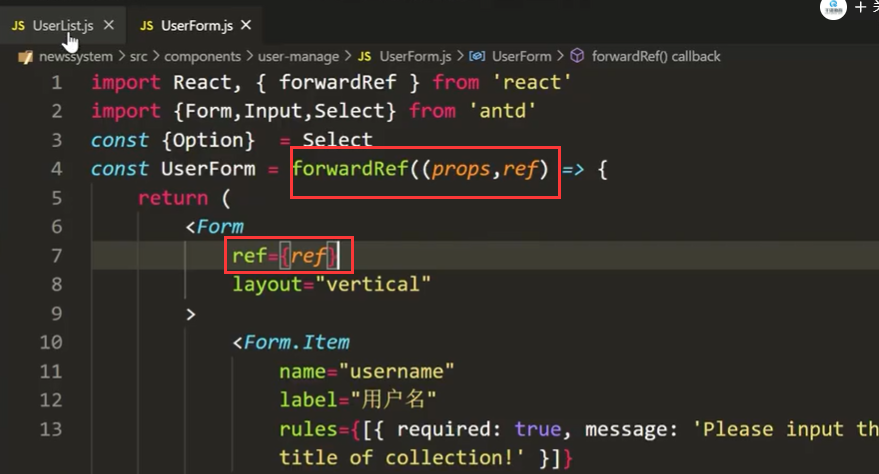 JS UserList.js × JS UserForm.js ×
newssystem > src > components > user-manage > JS UserForm.js > UserForm > forwardRef() callback
1 import React, { forwardRef } from 'react'
2 import {Form,Input,Select} from 'antd'
3 const {Option}  = Select
4 const UserForm = forwardRef((props,ref) => {
5 return (
6 <Form
7 ref={ref}
8 layout="vertical"
9 >
10 <Form.Item
11 name="username"
12 label="用户名"
13 rules={[{ required: true, message: 'Please input th
title of collection!' }]}